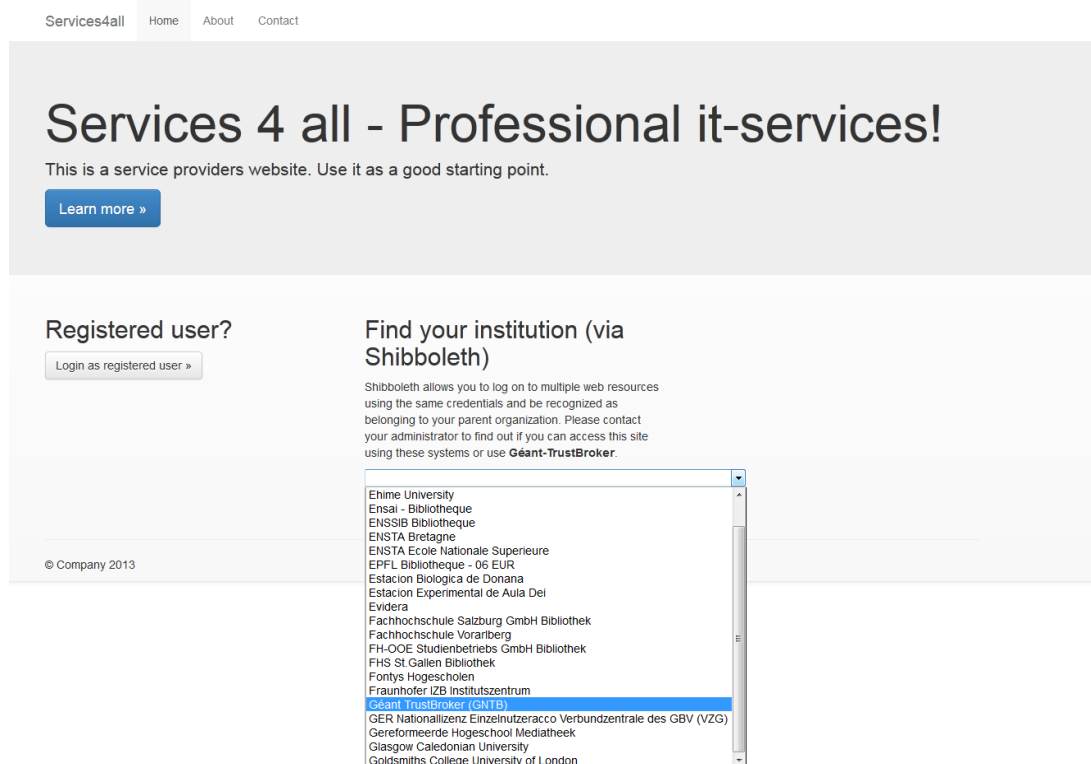 Services4all Home About Contact
Services 4 all - Professional it-services!
This is a service providers website. Use it as a good starting point.
Learn more »
Registered user?
Login as registered user »
Find your institution (via
Shibboleth)
Shibboleth allows you to log on to multiple web resources
using the same credentials and be recognized as
belonging to your parent organization. Please contact
your administrator to find out if you can access this site
using these systems or use Géant-TrustBroker.
Ehime University
Ensai - Bibliotheque
ENSSIB Bibliotheque
ENSTA Bretagne
ENSTA Ecole Nationale Superieure
EPFL Bibliotheque - 06 EUR
Estacion Biologica de Donana
Estacion Experimental de Aula Dei
Evidera
Fachhochschule Salzburg GmbH Bibliothek
Fachhochschule Vorarlberg
FH-OOE Studienbetriebs GmbH Bibliothek
FHS St.Gallen Bibliothek
Fontys Hogescholen
Fraunhofer IZB Institutszentrum
Géant TrustBroker (GNTB)
GER Nationallizenz Einzelnutzeracco Verbundzentrale des GBV (VZG)
Gereformeerde Hogeschool Mediatheek
Glasgow Caledonian University
Goldsmiths College University of London
© Company 2013